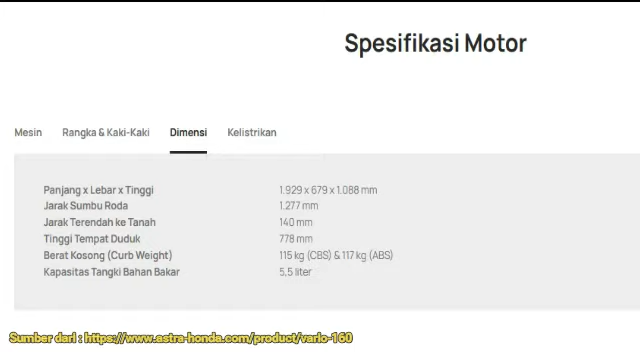 Spesifikasi Motor
Mesin Rangka & Kaki-Kaki Dimensi Kelistrikan
Panjang x Lebar x Tinggi 1.929 x 679 x 1.088 mm
Jarak Sumbu Roda 1.277 mm
Jarak Terendah ke Tanah 140 mm
Tinggi Tempat Duduk 778 mm
Berat Kosong (Curb Weight) 115 kg (CBS) & 117 kg (ABS)
Kapasitas Tangki Bahan Bakar 5,5 liter
Sumber dari : https://www.astra-honda.com/product/vario-160